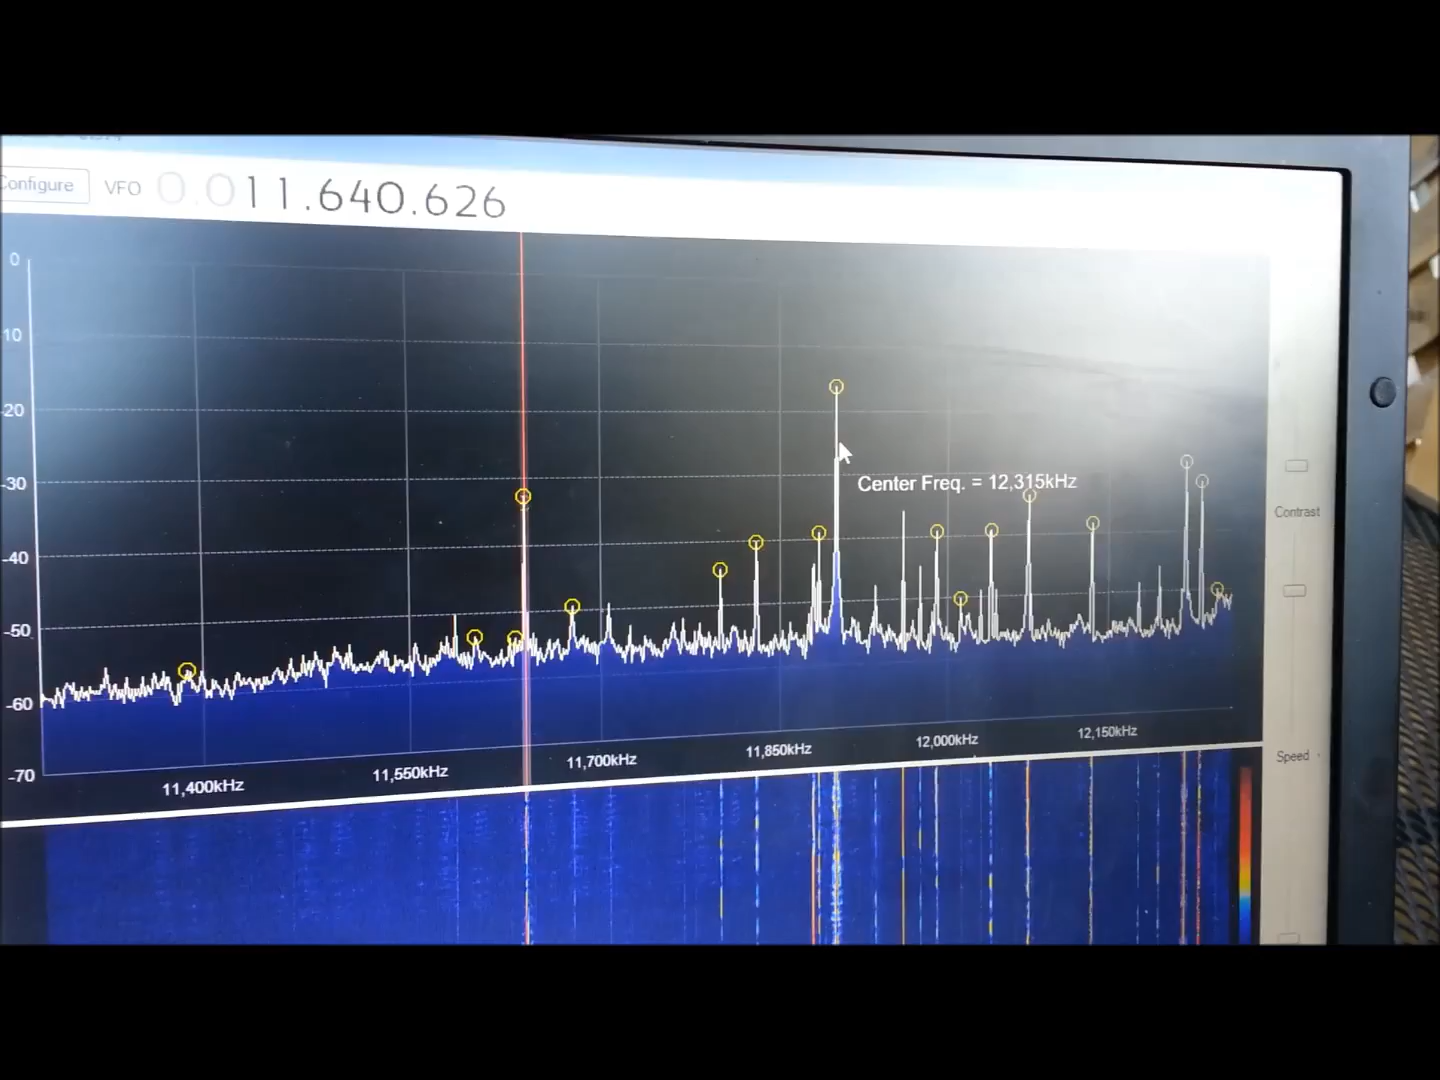 Configure VFO 0.011.640.626
0
10
-20
-30
-40
-50
-60
-70
Center Freq. = 12,315kHz
11,400kHz 11,550kHz 11,700kHz 11,850kHz 12,000kHz 12,150kHz
Contrast
Speed